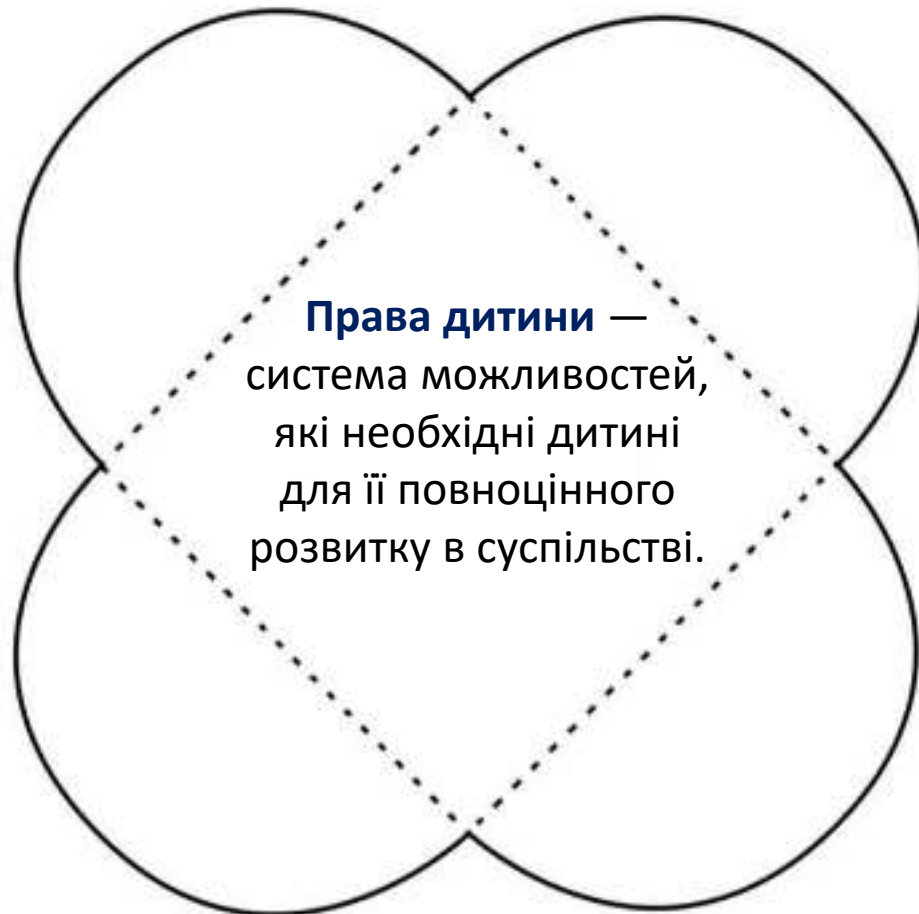 Права дитини —
система можливостей,
які необхідні дитині
для її повноцінного
розвитку в суспільстві.